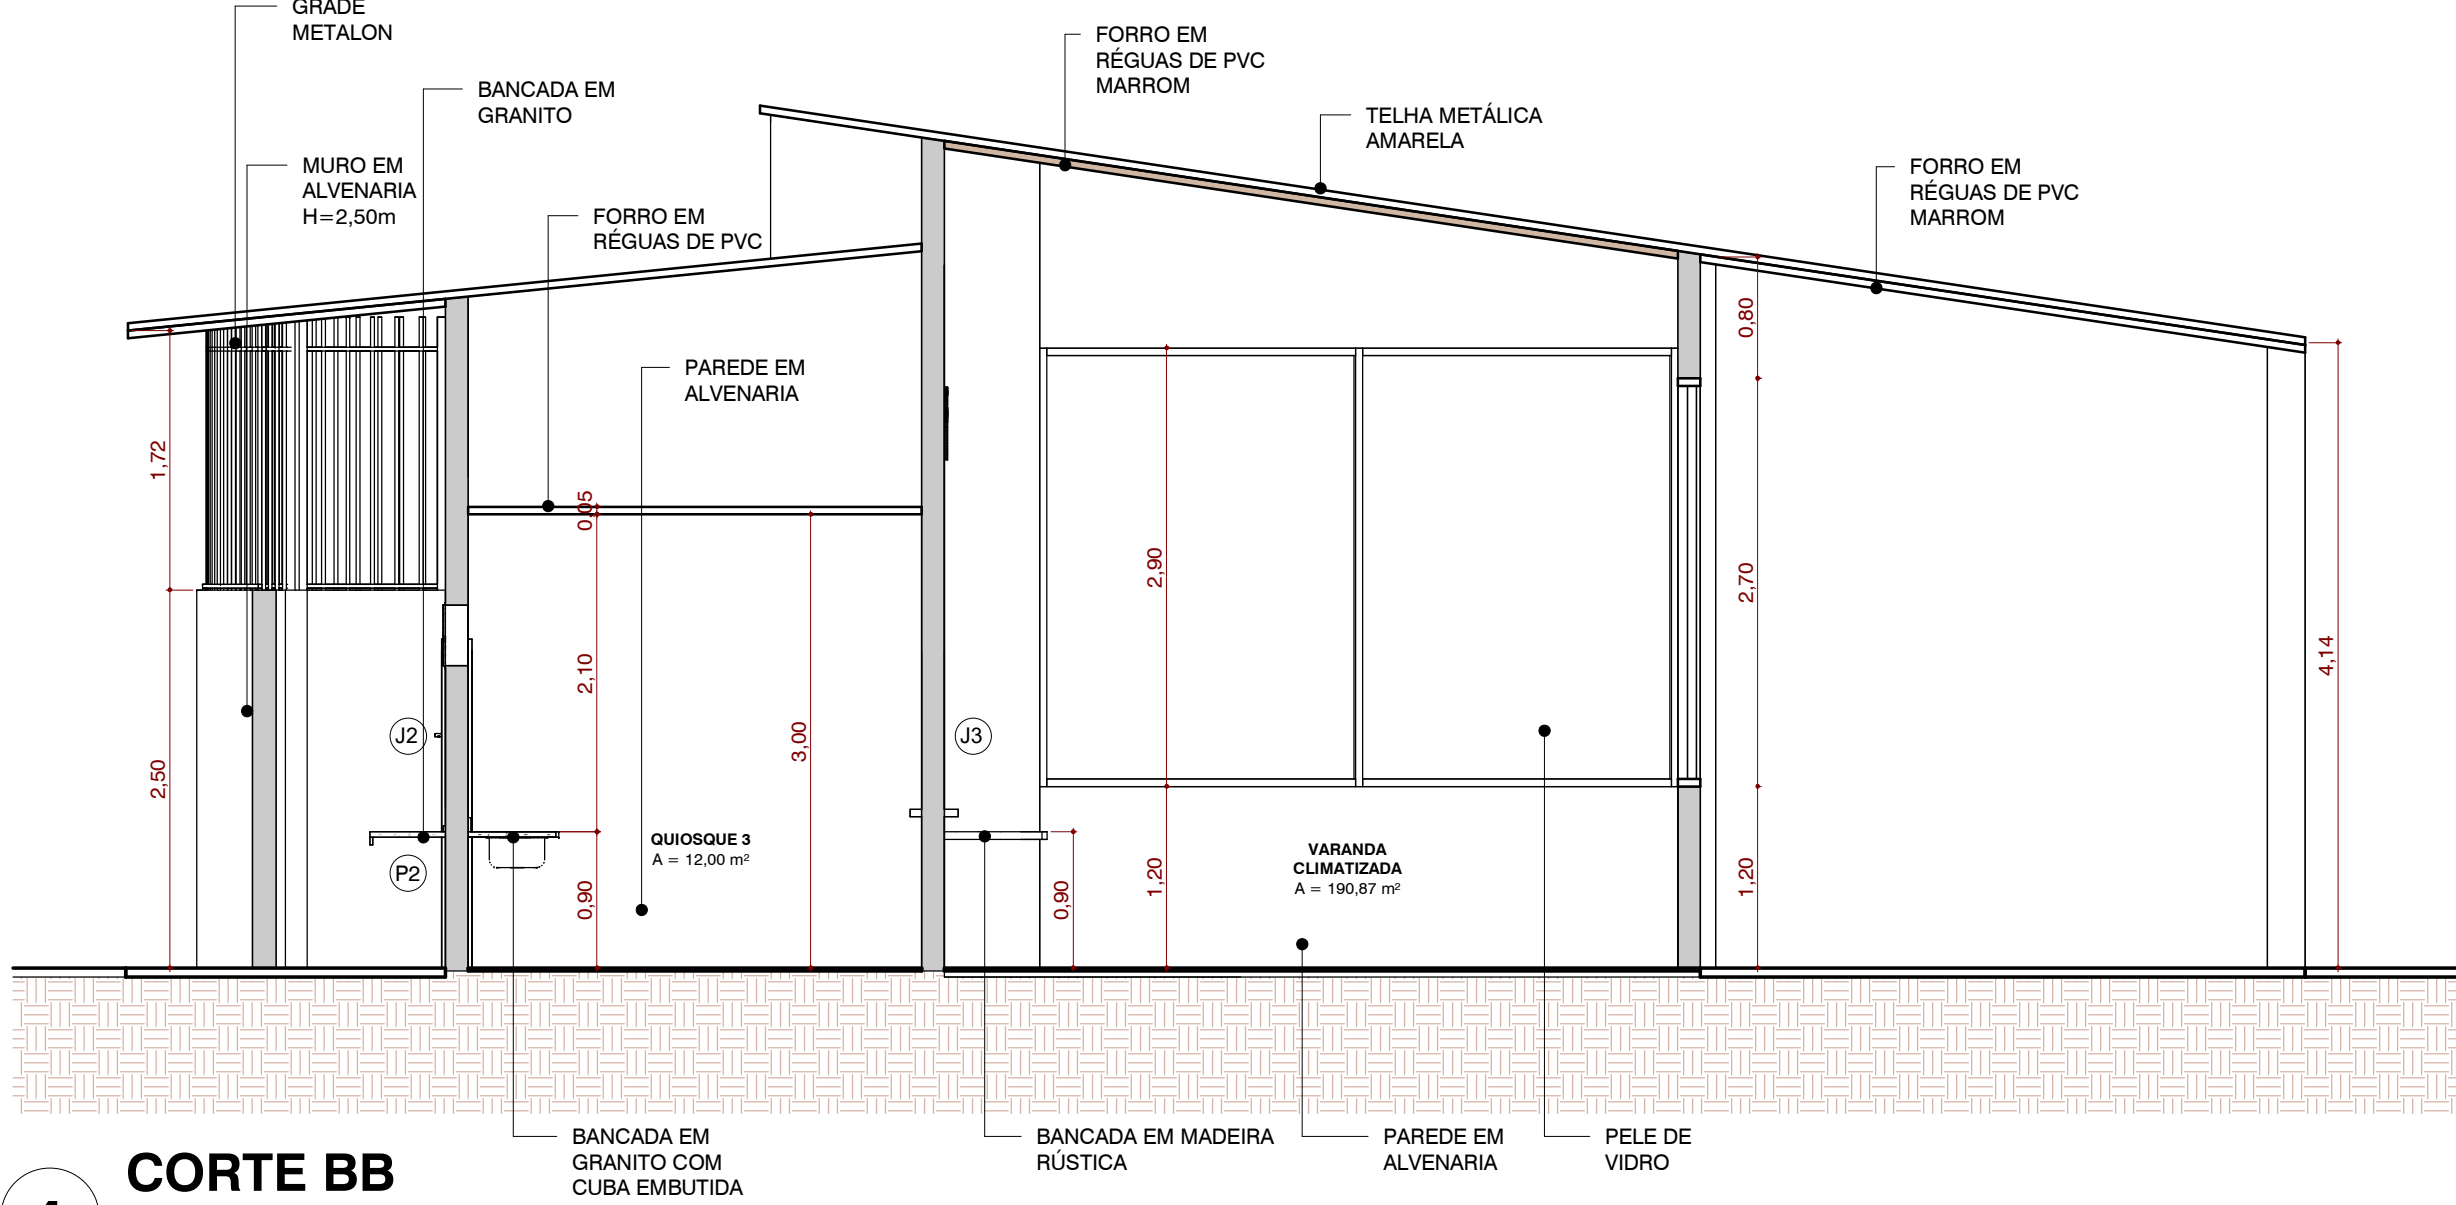 GRADE
METALON
BANCADA EM
GRANITO
MURO EM
ALVENARIA
H=2,50m
FORRO EM
RÉGUAS DE PVC
FORRO EM
RÉGUAS DE PVC
MARROM
TELHA METÁLICA
AMARELA
FORRO EM
RÉGUAS DE PVC
MARROM
PAREDE EM
ALVENARIA
1,72
2,50
0,05
2,10
0,90
3,00
2,90
1,20
0,90
0,80
2,70
1,20
4,14
J2
P2
J3
QUIOSQUE 3
A = 12,00 m²
VARANDA
CLIMATIZADA
A = 190,87 m²
BANCADA EM
GRANITO COM
CUBA EMBUTIDA
BANCADA EM MADEIRA
RÚSTICA
PAREDE EM
ALVENARIA
PELE DE
VIDRO
CORTE BB